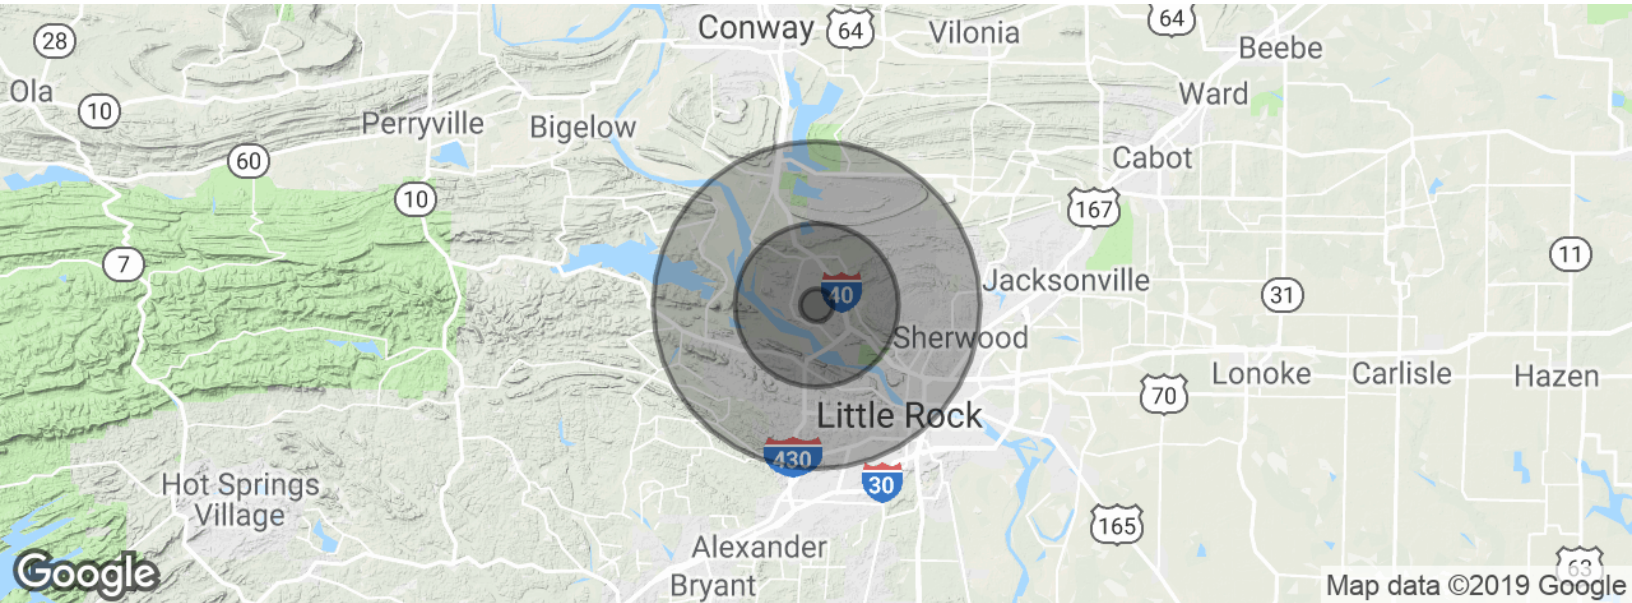 Conway
64
Vilonia
64
28
Beebe
Ola
10
Ward
Perryville
Bigelow
60
Cabot
10
167
7
11
Jacksonville
40
31
Sherwood
Lonoke
Carlisle
Hazen
70
Little Rock
430
30
Hot Springs
Village
165
Alexander
Bryant
63
Google
Map data ©2019 Google